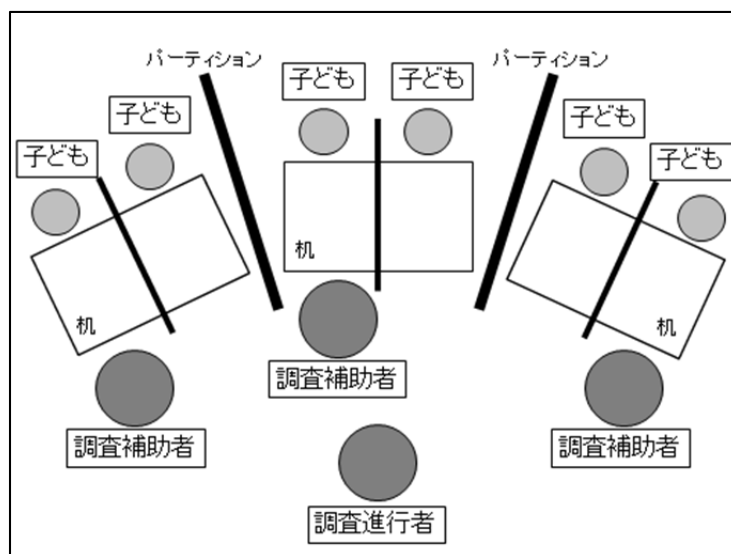 パーティション
パーティション
子ども
子ども
子ども
子ども
子ども
子ども
机
机
机
調査補助者
調査補助者
調査補助者
調査進行者